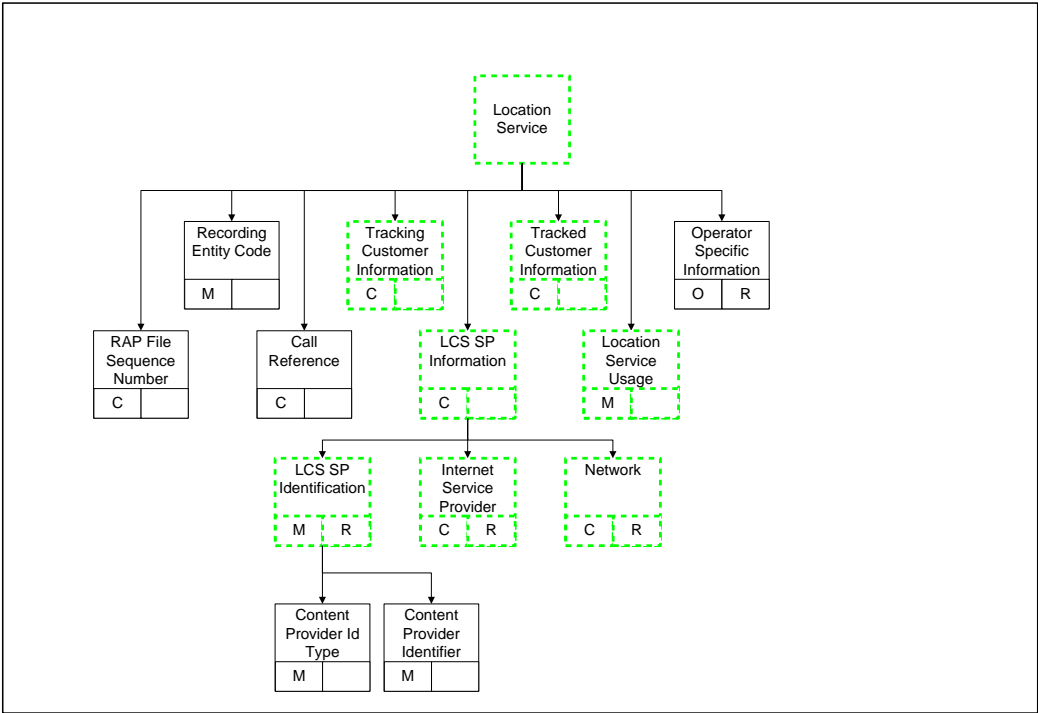 Location
Service
Recording
Entity Code
M
Tracking
Customer
Information
C
Tracked
Customer
Information
C
Operator
Specific
Information
O R
RAP File
Sequence
Number
C
Call
Reference
C
LCS SP
Information
C
Location
Service
Usage
M
LCS SP
Identification
M R
Internet
Service
Provider
C R
Network
C R
Content
Provider Id
Type
M
Content
Provider
Identifier
M